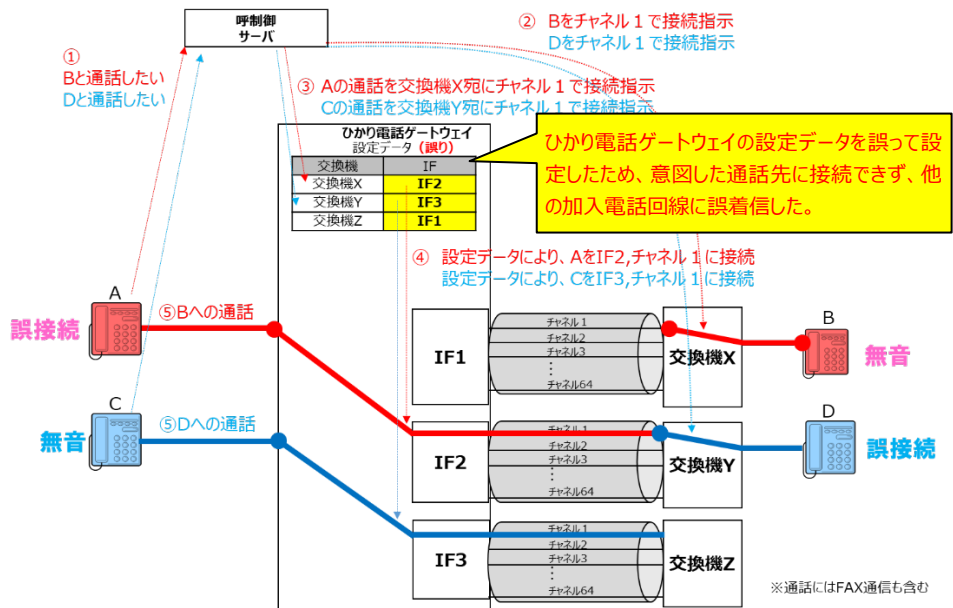 呼制御
サーバ
①
Bと通話したい
Dと通話したい
② Bをチャネル１で接続指示
Dをチャネル１で接続指示
③ Aの通話を交換機X宛にチャネル１で接続指示
Cの通話を交換機Y宛にチャネル１で接続指示
ひかり電話ゲートウェイ
設定データ（誤り）
交換機 IF
交換機X IF2
交換機Y IF3
交換機Z IF1
ひかり電話ゲートウェイの設定データを誤って設
定したため、意図した通話先に接続できず、他
の加入電話回線に誤着信した。
④ 設定データにより、AをIF2,チャネル１に接続
設定データにより、CをIF3,チャネル１に接続
A
誤接続
⑤Bへの通話
IF1
チャネル1
チャネル2
チャネル3
⋮
チャネル64
交換機X
B
無音
C
無音
⑤Dへの通話
IF2
チャネル1
チャネル2
チャネル3
⋮
チャネル64
交換機Y
D
誤接続
IF3
チャネル1
チャネル2
チャネル3
⋮
チャネル64
交換機Z
※通話にはFAX通信も含む